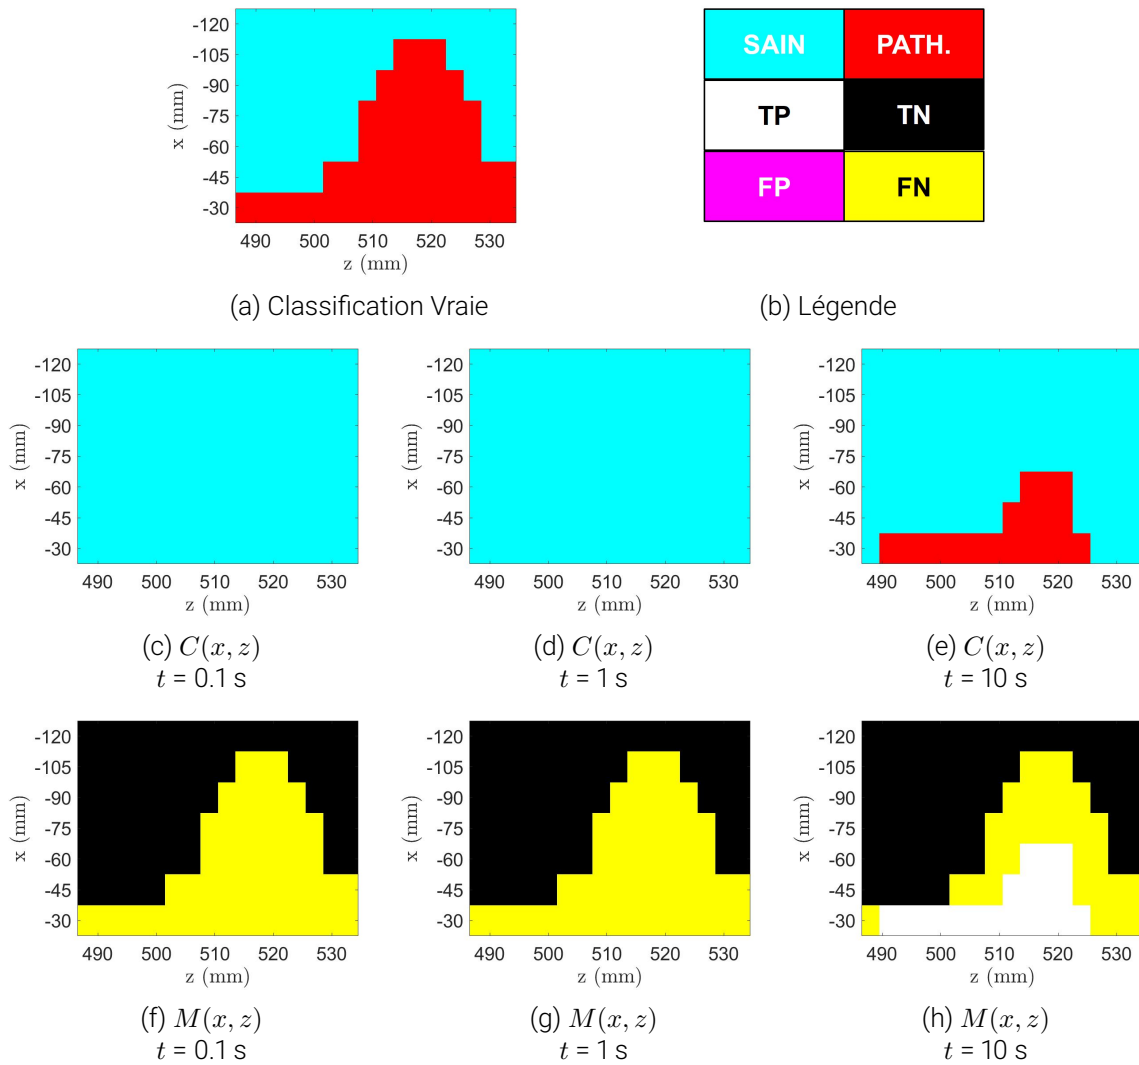 -120
-105
-90
-75
-60
-45
-30
x (mm)
490 500 510 520 530
z (mm)
(a) Classification Vraie
SAIN PATH.
TP TN
FP FN
(b) Légende
-120
-105
-90
-75
-60
-45
-30
x (mm)
490 500 510 520 530
z (mm)
(c) C(x, z)
t = 0.1 s
-120
-105
-90
-75
-60
-45
-30
x (mm)
490 500 510 520 530
z (mm)
(d) C(x, z)
t = 1 s
-120
-105
-90
-75
-60
-45
-30
x (mm)
490 500 510 520 530
z (mm)
(e) C(x, z)
t = 10 s
-120
-105
-90
-75
-60
-45
-30
x (mm)
490 500 510 520 530
z (mm)
(f) M(x, z)
t = 0.1 s
-120
-105
-90
-75
-60
-45
-30
x (mm)
490 500 510 520 530
z (mm)
(g) M(x, z)
t = 1 s
-120
-105
-90
-75
-60
-45
-30
x (mm)
490 500 510 520 530
z (mm)
(h) M(x, z)
t = 10 s